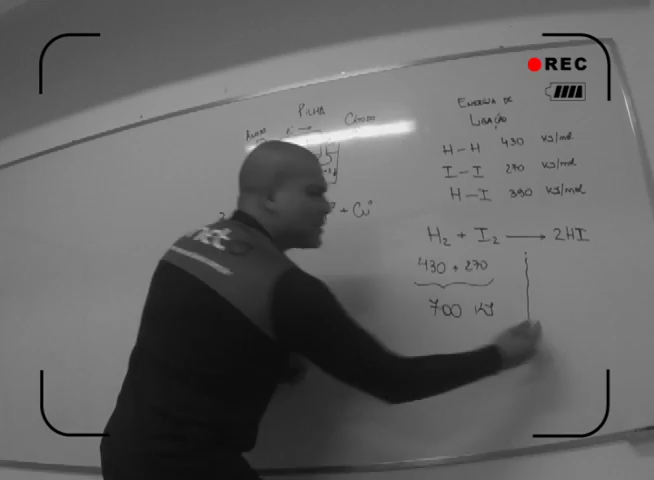 REC
PILHA
CÁTODO
+ Cu°
ENERGIA DE
LIGAÇÃO
H-H 430 KJ/mol
I-I 270 KJ/mol
H-I 390 KJ/mol
H₂ + I₂ → 2HI
430 + 270
700 KJ